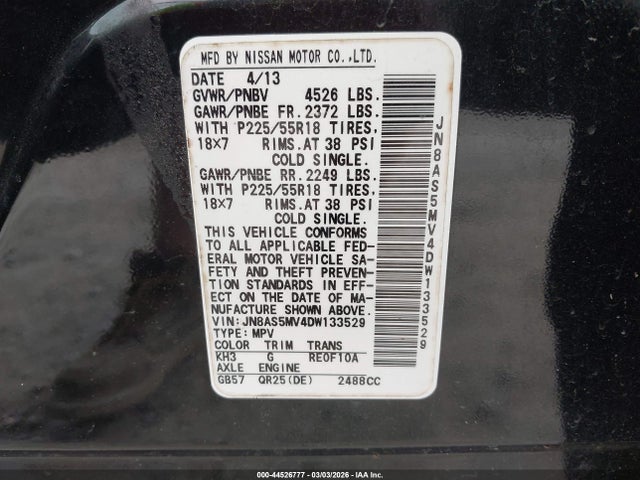 MFD BY NISSAN MOTOR CO.,LTD.
DATE 4/13
GVWR/PNBV 4526 LBS.
GAWR/PNBE FR. 2372 LBS.
WITH P225/55R18 TIRES,
18X7 RIMS.AT 38 PSI
COLD SINGLE.
GAWR/PNBE RR. 2249 LBS.
WITH P225/55R18 TIRES,
18X7 RIMS.AT 38 PSI
COLD SINGLE.
THIS VEHICLE CONFORMS
TO ALL APPLICABLE FED-
ERAL MOTOR VEHICLE SA-
FETY AND THEFT PREVEN-
TION STANDARDS IN EFF-
ECT ON THE DATE OF MA-
NUFACTURE SHOWN ABOVE.
VIN: JN8AS5MV4DW133529
TYPE: MPV
COLOR TRIM TRANS
KH3 G RE0F10A
AXLE ENGINE
GB57 QR25(DE) 2488CC
JN8AS5MV4DW133529
000-44526777 - 03/03/2026 - IAA Inc.